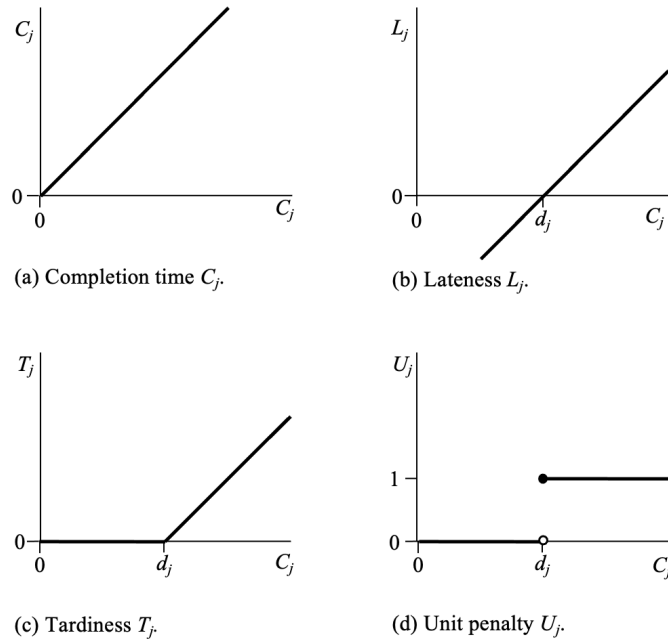 C_j
0
0
C_j
(a) Completion time C_j.
L_j
0
0
d_j
C_j
(b) Lateness L_j.
T_j
0
0
d_j
C_j
(c) Tardiness T_j.
U_j
1
0
0
d_j
C_j
(d) Unit penalty U_j.